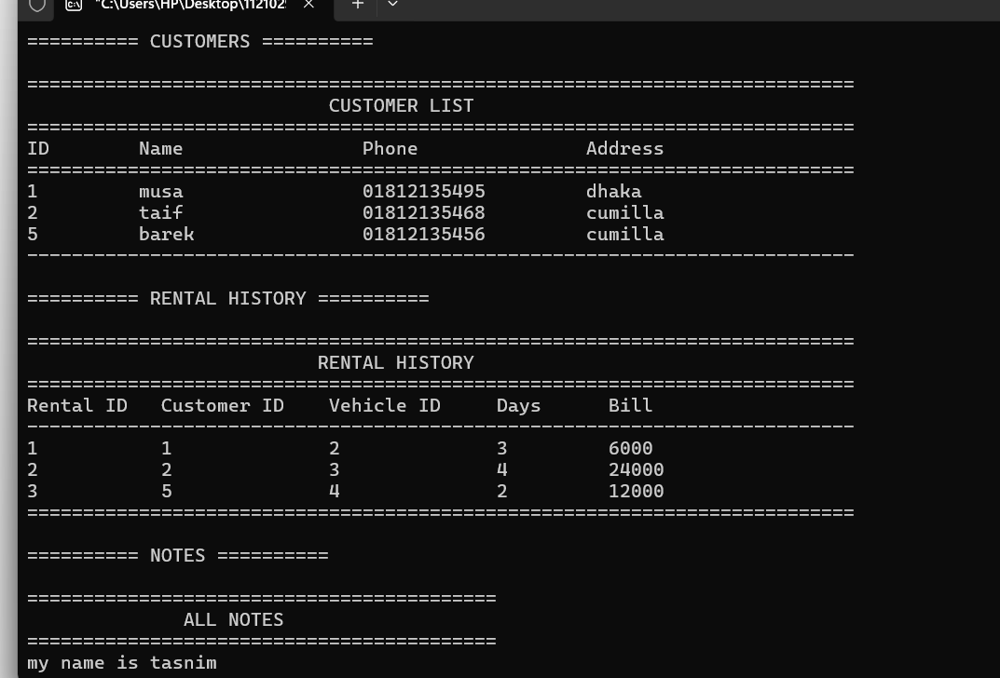 "C:\Users\HP\Desktop\112102
========== CUSTOMERS ==========
==========================================================================
CUSTOMER LIST
==========================================================================
ID Name Phone Address
==========================================================================
1 musa 01812135495 dhaka
2 taif 01812135468 cumilla
5 barek 01812135456 cumilla
--------------------------------------------------------------------------
========== RENTAL HISTORY ==========
==========================================================================
RENTAL HISTORY
==========================================================================
Rental ID Customer ID Vehicle ID Days Bill
--------------------------------------------------------------------------
1 1 2 3 6000
2 2 3 4 24000
3 5 4 2 12000
==========================================================================
========== NOTES ==========
==========================================
ALL NOTES
==========================================
my name is tasnim